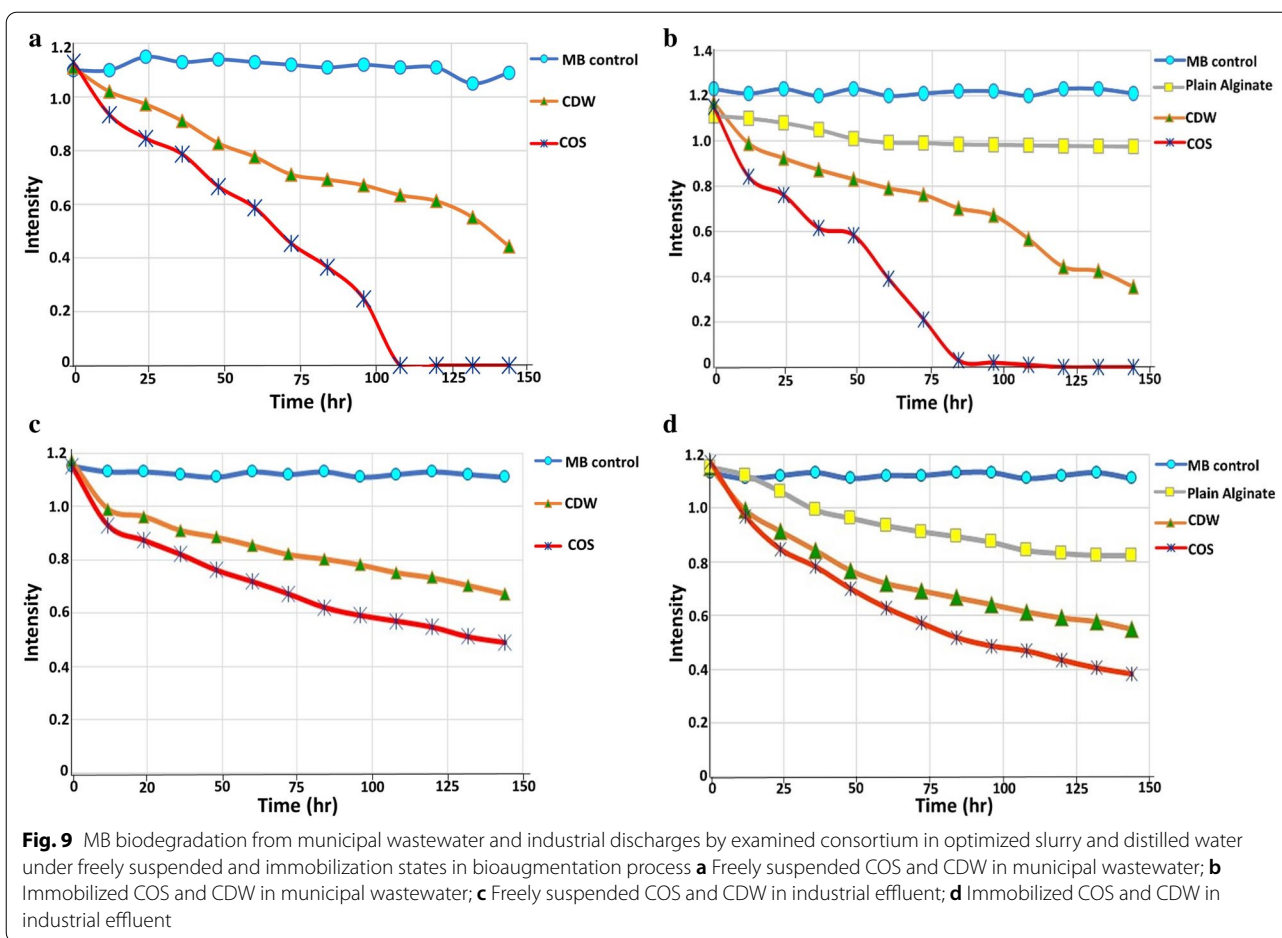 a
1.2
1.0
0.8
0.6
0.4
0.2
0
Intensity
0 25 50 75 100 125 150
Time (hr)
MB control
CDW
COS
b
1.4
1.2
1.0
0.8
0.6
0.4
0.2
0
Intensity
0 25 50 75 100 125 150
Time (hr)
MB control
Plain Alginate
CDW
COS
c
1.2
1.0
0.8
0.6
0.4
0.2
0
Intensity
0 20 50 75 100 125 150
Time (hr)
MB control
CDW
COS
d
1.2
1.0
0.8
0.6
0.4
0.2
0
Intensity
0 25 50 75 100 125 150
Time (hr)
MB control
Plain Alginate
CDW
COS
Fig. 9 MB biodegradation from municipal wastewater and industrial discharges by examined consortium in optimized slurry and distilled water
under freely suspended and immobilization states in bioaugmentation process a Freely suspended COS and CDW in municipal wastewater; b
Immobilized COS and CDW in municipal wastewater; c Freely suspended COS and CDW in industrial effluent; d Immobilized COS and CDW in
industrial effluent